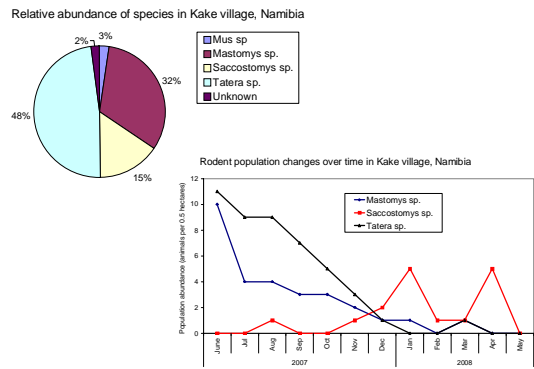 Relative abundance of species in Kake village, Namibia
2% 3%
32%
15%
48%
Mus sp
Mastomys sp.
Saccostomys sp.
Tatera sp.
Unknown
Rodent population changes over time in Kake village, Namibia
Population abundance (animals per 0.5 hectares)
12
10
8
6
4
2
0
Mastomys sp.
Saccostomys sp.
Tatera sp.
June Jul Aug Sep Oct Nov Dec Jan Feb Mar Apr May
2007 2008